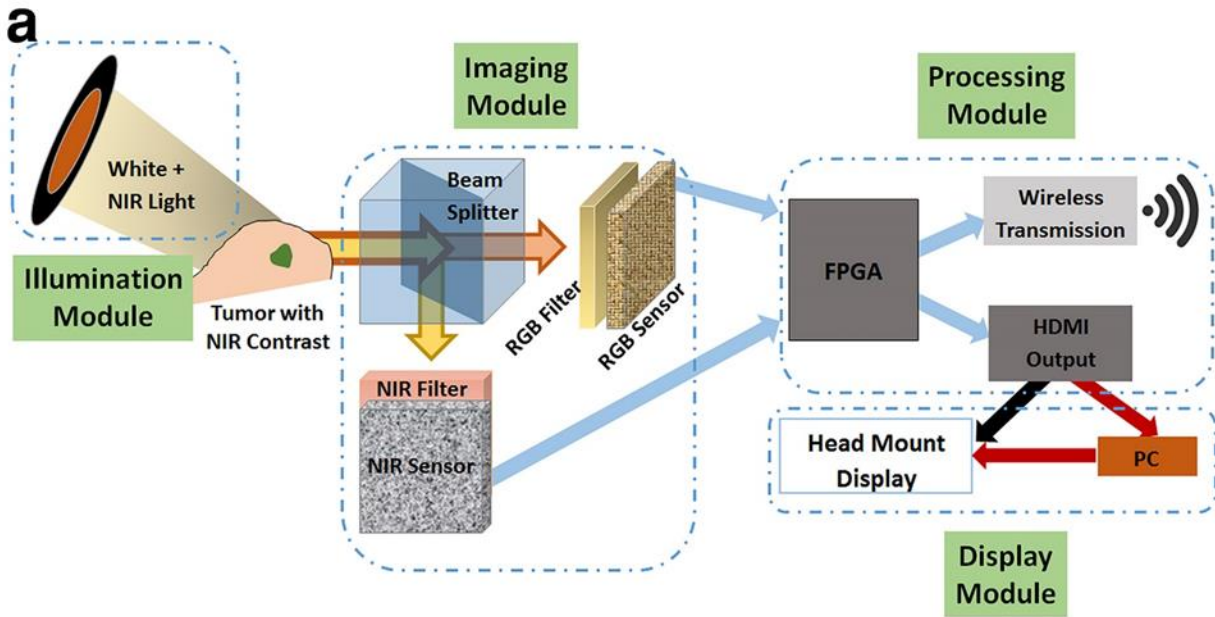 a
White +
NIR Light
Illumination
Module
Tumor with
NIR Contrast
Imaging
Module
Beam
Splitter
RGB Filter
RGB Sensor
NIR Filter
NIR Sensor
Processing
Module
FPGA
Wireless
Transmission
HDMI
Output
Head Mount
Display
PC
Display
Module